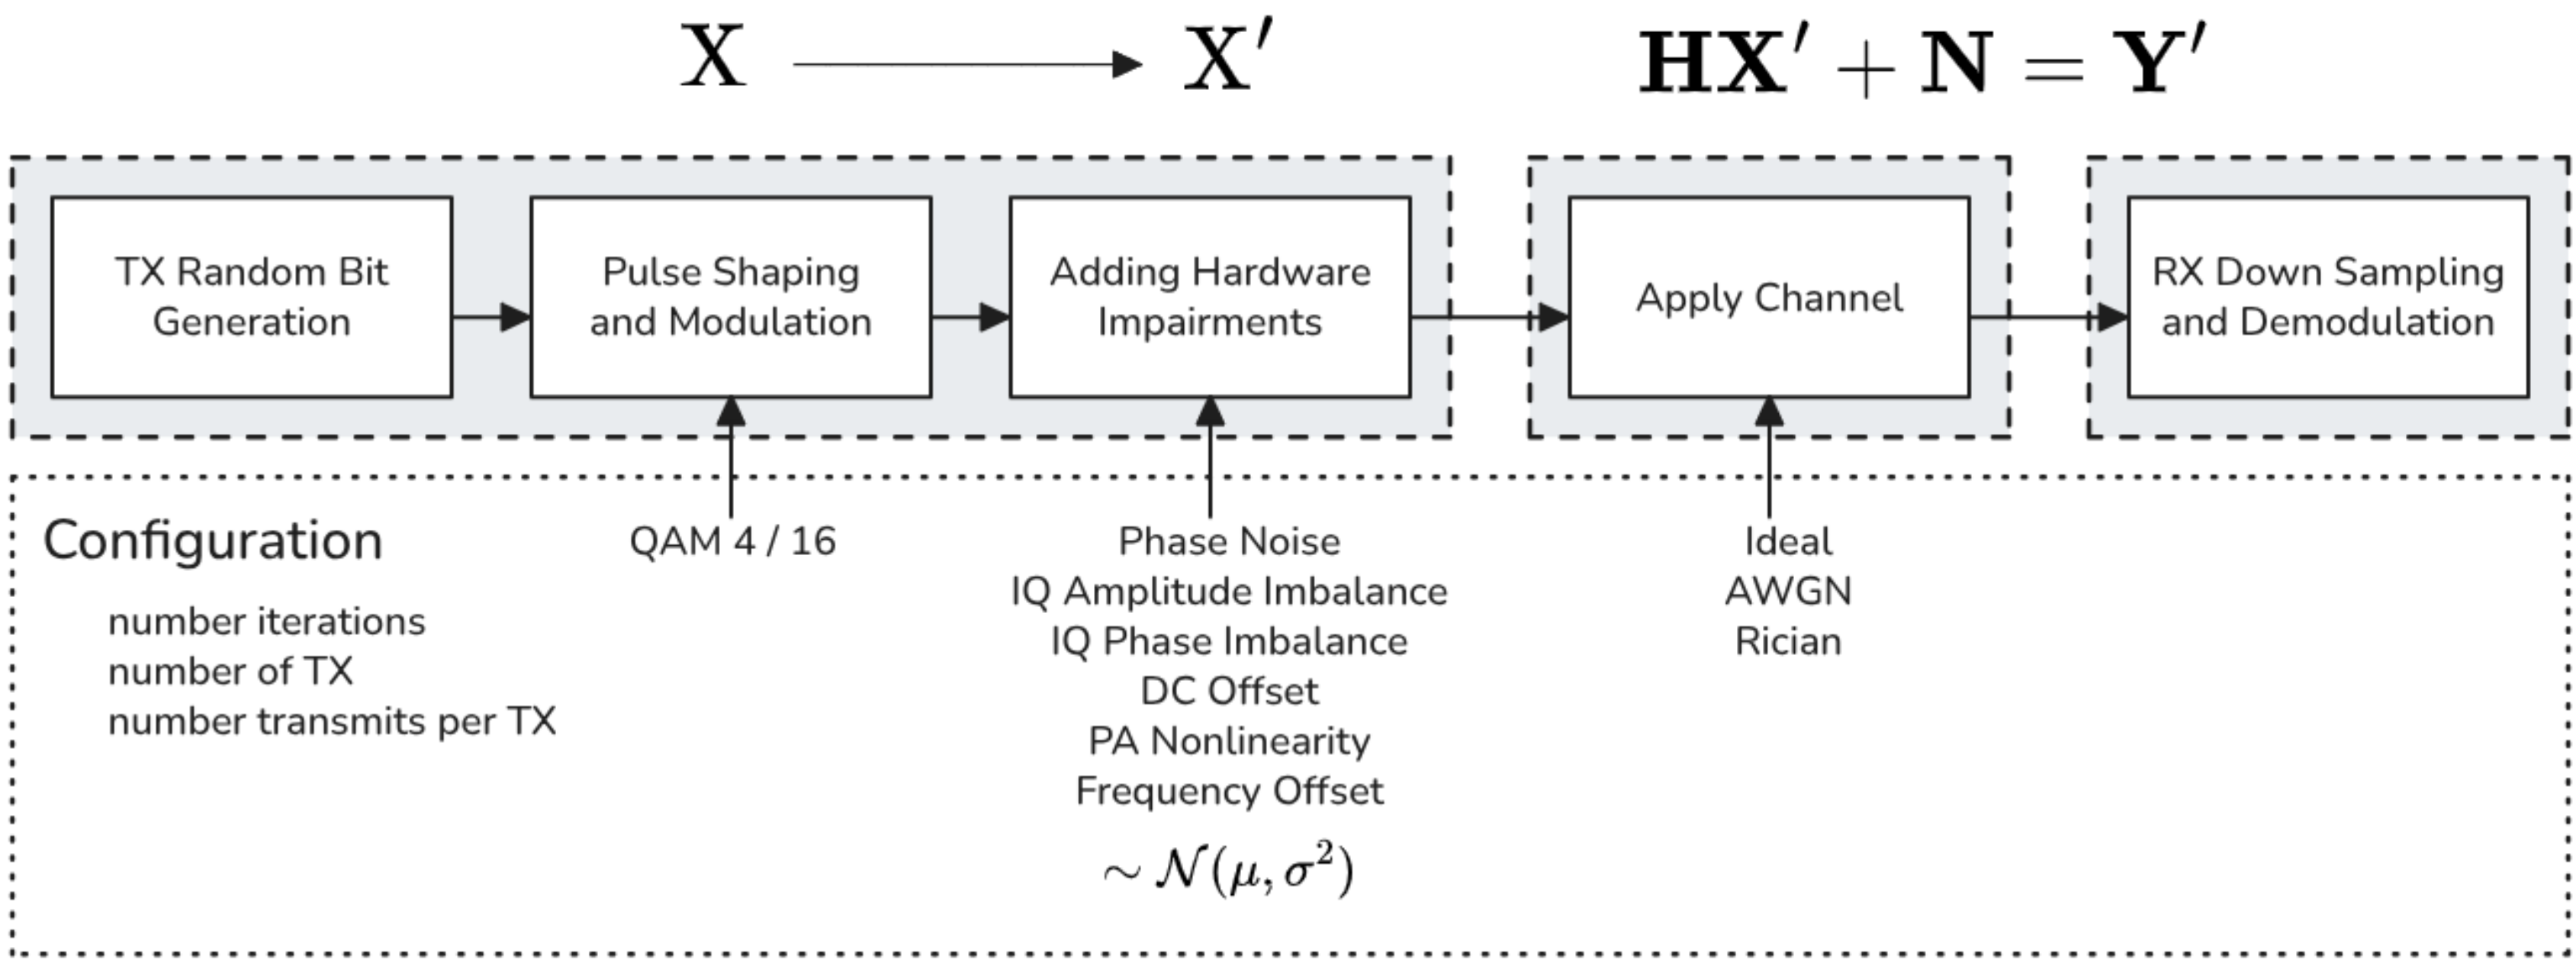 X X′ HX′ + N = Y′
TX Random Bit
Generation
Pulse Shaping
and Modulation
Adding Hardware
Impairments
Apply Channel
RX Down Sampling
and Demodulation
Configuration
number iterations
number of TX
number transmits per TX
QAM 4 / 16
Phase Noise
IQ Amplitude Imbalance
IQ Phase Imbalance
DC Offset
PA Nonlinearity
Frequency Offset
∼ 𝒩(μ, σ²)
Ideal
AWGN
Rician